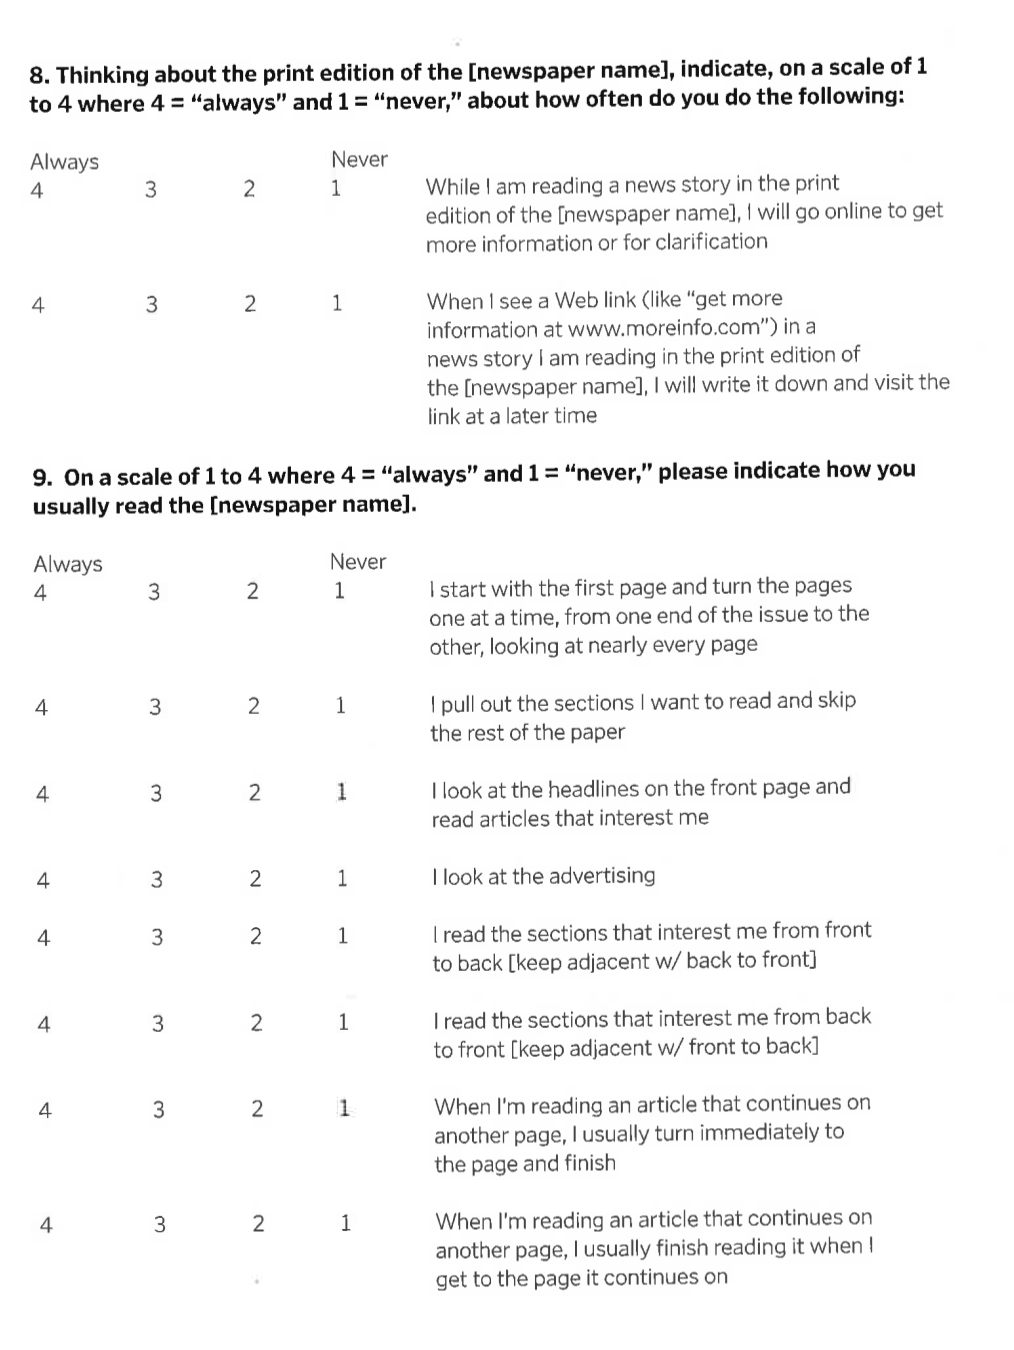 8. Thinking about the print edition of the [newspaper name], indicate, on a scale of 1
to 4 where 4 = “always” and 1 = “never,” about how often do you do the following:
Always Never
4 3 2 1 While I am reading a news story in the print
edition of the [newspaper name], I will go online to get
more information or for clarification
4 3 2 1 When I see a Web link (like “get more
information at www.moreinfo.com”) in a
news story I am reading in the print edition of
the [newspaper name], I will write it down and visit the
link at a later time
9. On a scale of 1 to 4 where 4 = “always” and 1 = “never,” please indicate how you
usually read the [newspaper name].
Always Never
4 3 2 1 I start with the first page and turn the pages
one at a time, from one end of the issue to the
other, looking at nearly every page
4 3 2 1 I pull out the sections I want to read and skip
the rest of the paper
4 3 2 1 I look at the headlines on the front page and
read articles that interest me
4 3 2 1 I look at the advertising
4 3 2 1 I read the sections that interest me from front
to back [keep adjacent w/ back to front]
4 3 2 1 I read the sections that interest me from back
to front [keep adjacent w/ front to back]
4 3 2 1 When I'm reading an article that continues on
another page, I usually turn immediately to
the page and finish
4 3 2 1 When I'm reading an article that continues on
another page, I usually finish reading it when I
get to the page it continues on